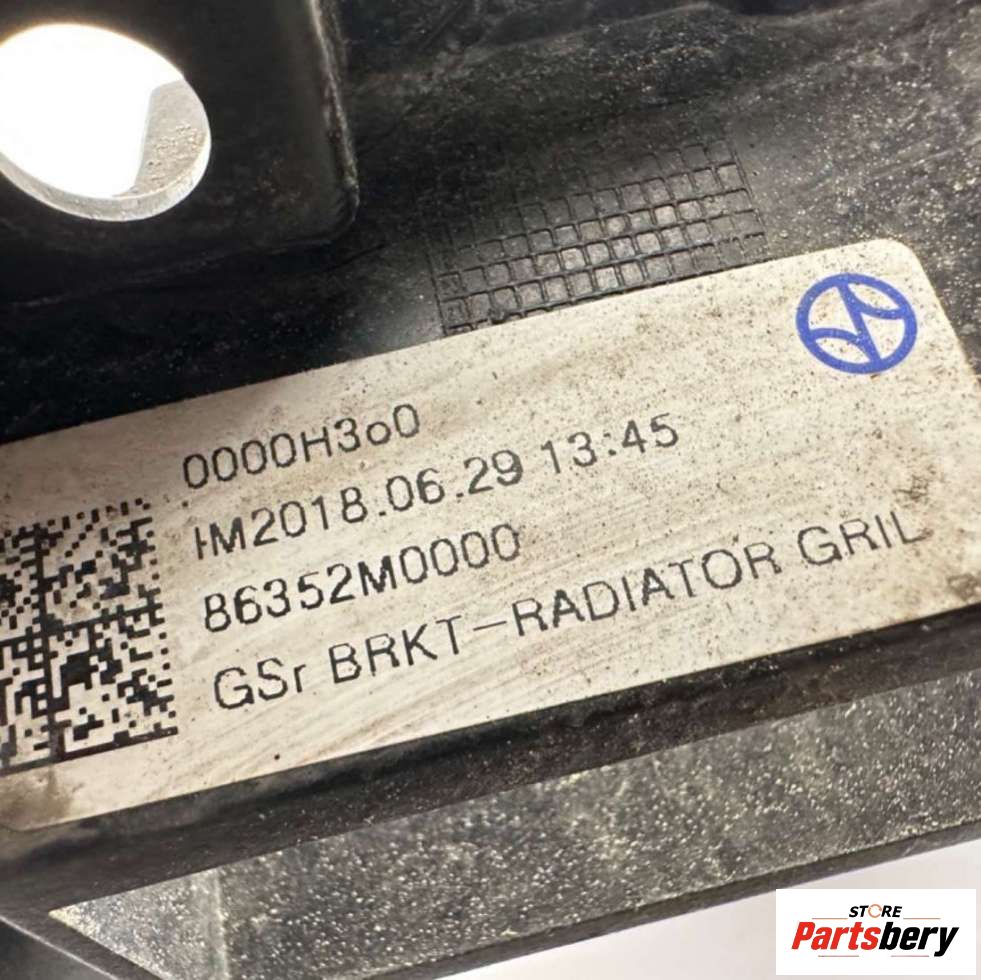 0000H3o0
HM2018.06.29 13:45
86352M0000
GSr BRKT-RADIATOR GRIL
STORE
Partsbery